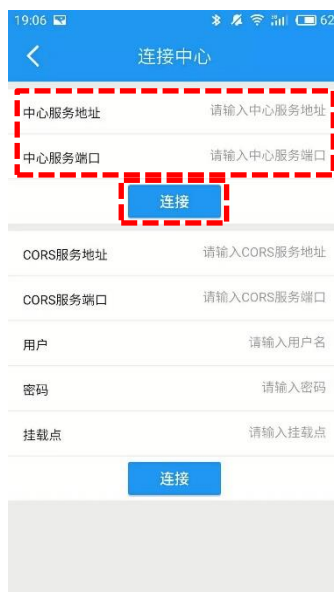 19:06 62
连接中心
中心服务地址 请输入中心服务地址
中心服务端口 请输入中心服务端口
连接
CORS服务地址 请输入CORS服务地址
CORS服务端口 请输入CORS服务端口
用户 请输入用户名
密码 请输入密码
挂载点 请输入挂载点
连接